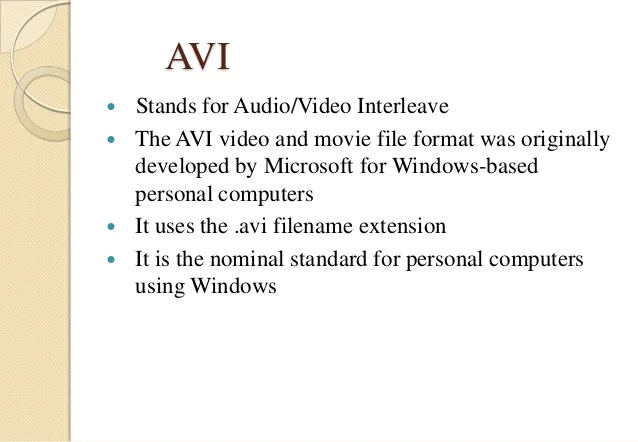 AVI
• Stands for Audio/Video Interleave
• The AVI video and movie file format was originally
developed by Microsoft for Windows-based
personal computers
• It uses the .avi filename extension
• It is the nominal standard for personal computers
using Windows